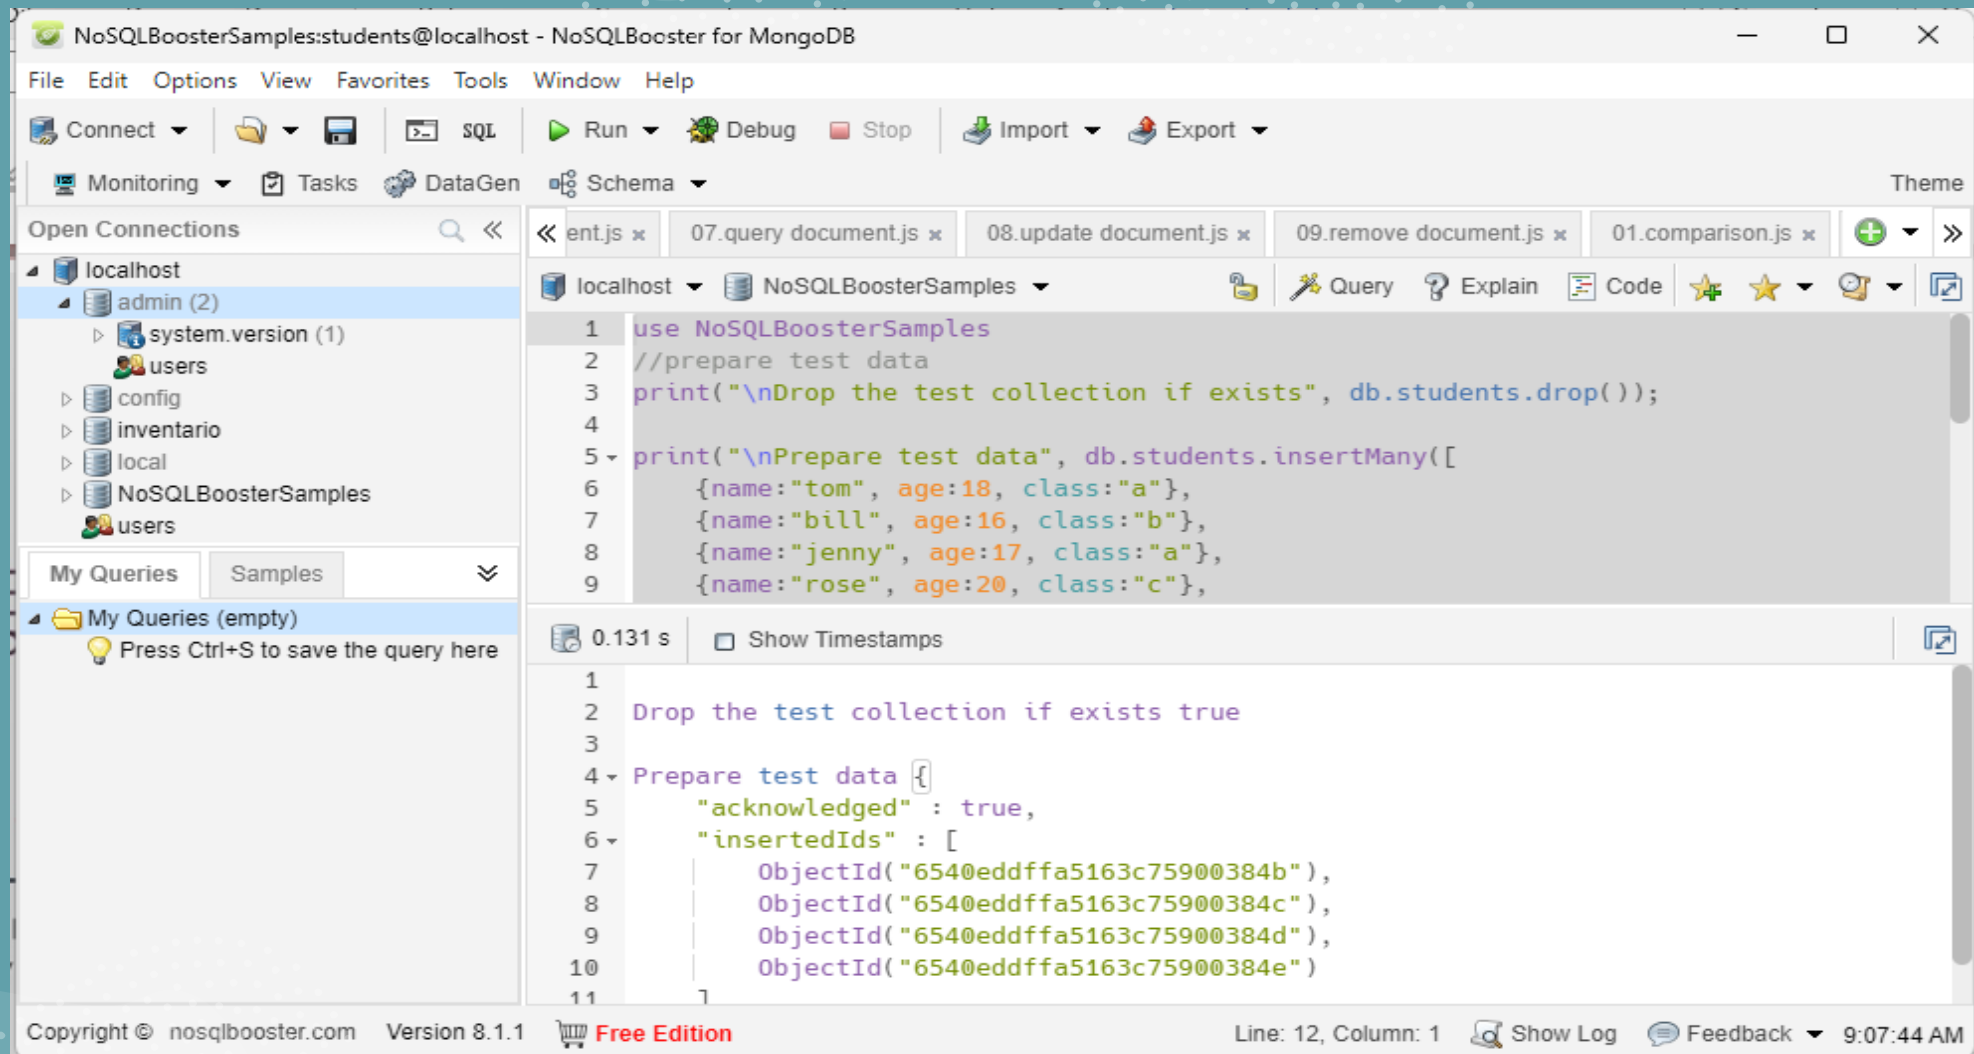 NoSQLBoosterSamples:students@localhost - NoSQLBooster for MongoDB
File Edit Options View Favorites Tools Window Help
Connect SQL Run Debug Stop Import Export
Monitoring Tasks DataGen Schema Theme
Open Connections
localhost
admin (2)
system.version (1)
users
config
inventario
local
NoSQLBoosterSamples
users
My Queries Samples
My Queries (empty)
Press Ctrl+S to save the query here
ent.js 07.query document.js 08.update document.js 09.remove document.js 01.comparison.js
localhost NoSQLBoosterSamples Query Explain Code
1 use NoSQLBoosterSamples
2 //prepare test data
3 print("\nDrop the test collection if exists", db.students.drop());
4
5 print("\nPrepare test data", db.students.insertMany([
6 {name:"tom", age:18, class:"a"},
7 {name:"bill", age:16, class:"b"},
8 {name:"jenny", age:17, class:"a"},
9 {name:"rose", age:20, class:"c"},
0.131 s Show Timestamps
1
2 Drop the test collection if exists true
3
4 Prepare test data {
5 "acknowledged" : true,
6 "insertedIds" : [
7 ObjectId("6540eddffa5163c75900384b"),
8 ObjectId("6540eddffa5163c75900384c"),
9 ObjectId("6540eddffa5163c75900384d"),
10 ObjectId("6540eddffa5163c75900384e")
11 ]
Copyright © nosqlbooster.com Version 8.1.1 Free Edition Line: 12, Column: 1 Show Log Feedback 9:07:44 AM